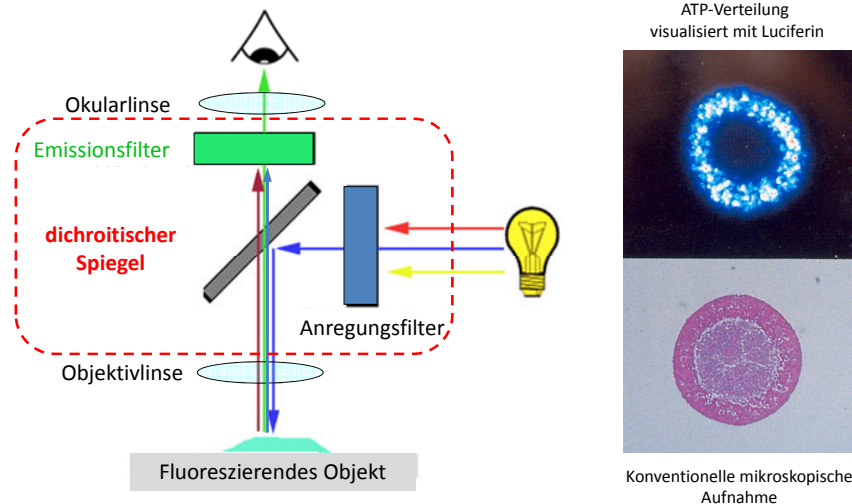 Okularlinse
Emissionsfilter
dichroitischer
Spiegel
Anregungsfilter
Objektivlinse
Fluoreszierendes Objekt
ATP-Verteilung
visualisiert mit Luciferin
Konventionelle mikroskopische
Aufnahme